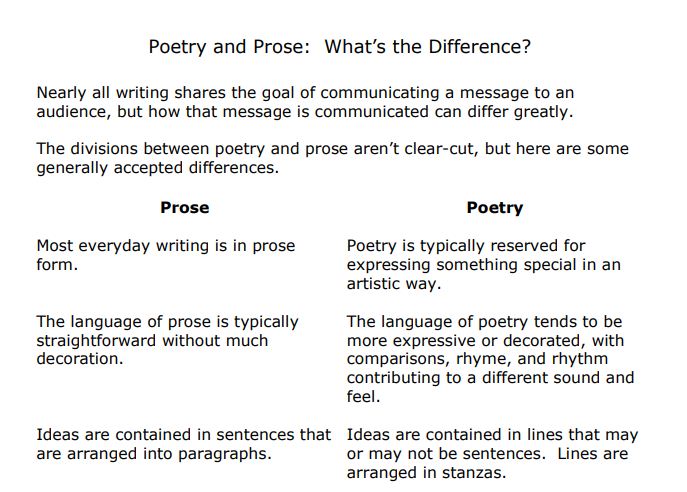 Poetry and Prose:  What's the Difference?
Nearly all writing shares the goal of communicating a message to an
audience, but how that message is communicated can differ greatly.
The divisions between poetry and prose aren't clear-cut, but here are some
generally accepted differences.
Prose
Most everyday writing is in prose
form.
The language of prose is typically
straightforward without much
decoration.
Ideas are contained in sentences that
are arranged into paragraphs.
Poetry
Poetry is typically reserved for
expressing something special in an
artistic way.
The language of poetry tends to be
more expressive or decorated, with
comparisons, rhyme, and rhythm
contributing to a different sound and
feel.
Ideas are contained in lines that may
or may not be sentences.  Lines are
arranged in stanzas.